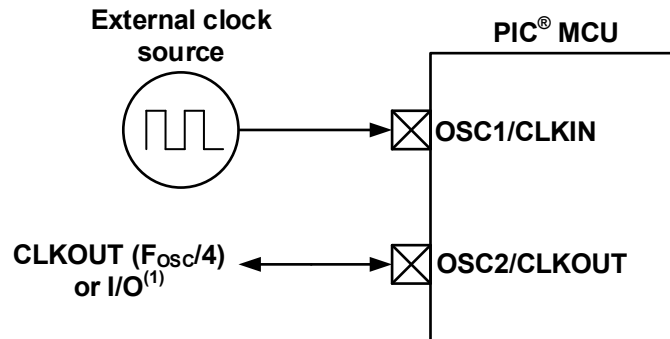 External clock
source
PIC® MCU
OSC1/CLKIN
CLKOUT (FOSC/4)
or I/O(1)
OSC2/CLKOUT